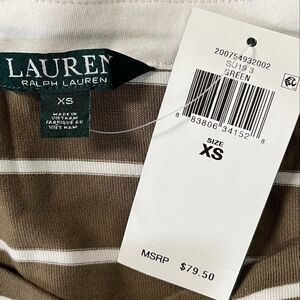 LAUREN
RALPH LAUREN
XS
MADE IN
VIETNAM
FABRIQUÉ AU
VIET NAM
200754932002
SU19 3
GREEN
8 83806 34152 8
SIZE
XS
MSRP $79.50